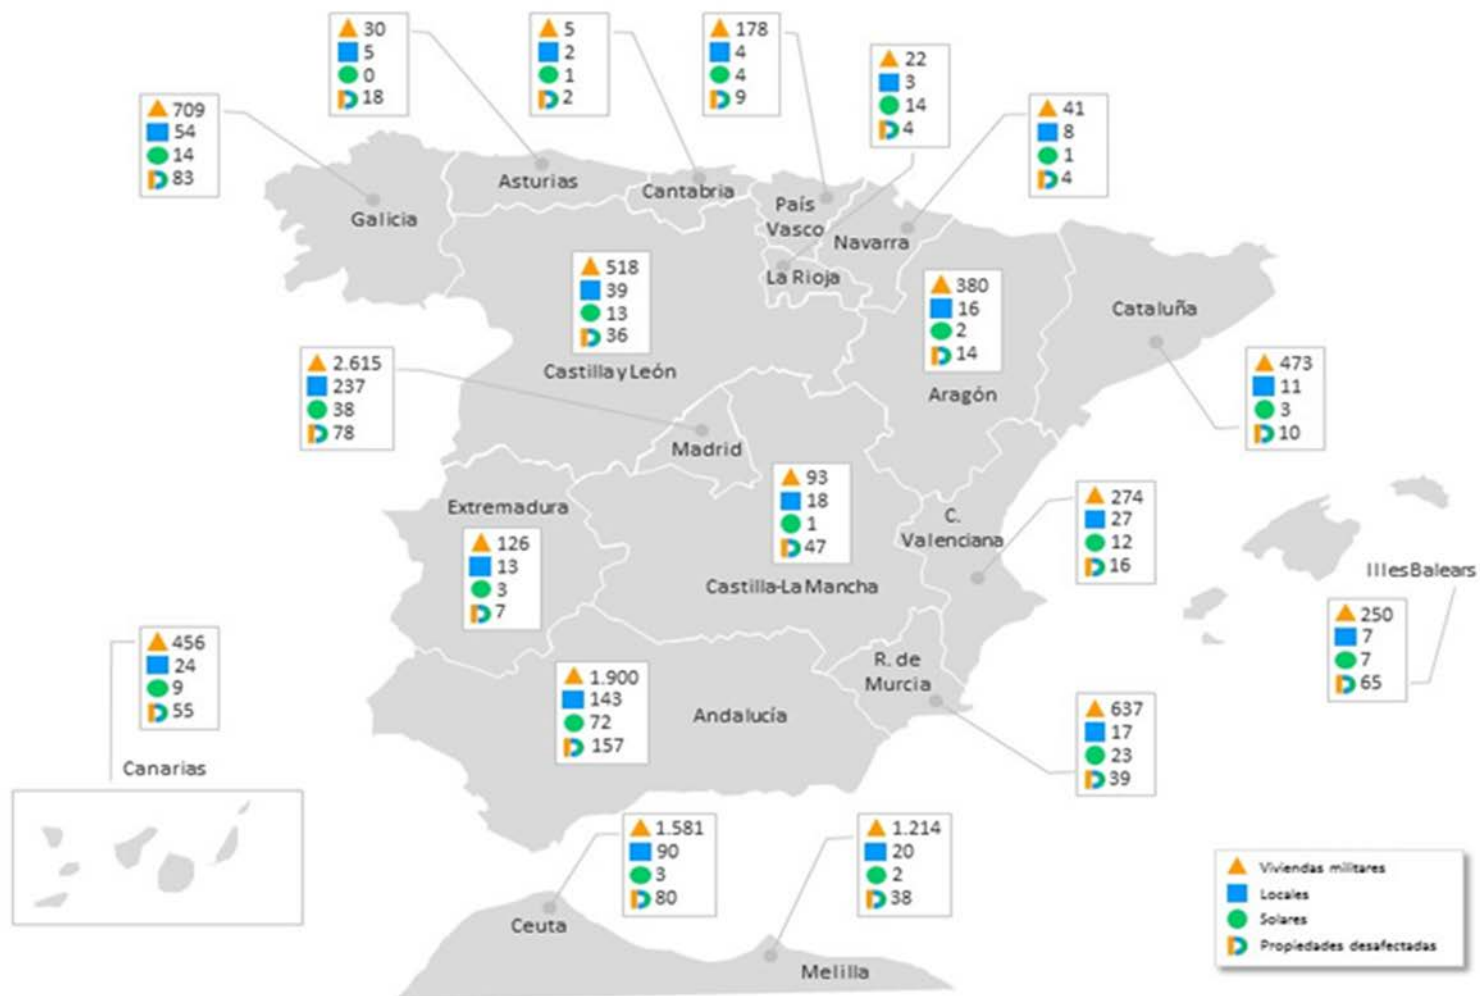 30
5
0
18
5
2
1
2
178
4
4
9
22
3
14
4
41
8
1
4
709
54
14
83
Asturias
Cantabria
País
Vasco
Navarra
Galicia
La Rioja
518
39
13
36
Castilla y León
380
16
2
14
Aragón
Cataluña
473
11
3
10
2.615
237
38
78
Madrid
93
18
1
47
Castilla-La Mancha
Extremadura
126
13
3
7
C.
Valenciana
274
27
12
16
Illes Balears
250
7
7
65
456
24
9
55
Canarias
1.900
143
72
157
Andalucía
R. de
Murcia
637
17
23
39
1.581
90
3
80
Ceuta
1.214
20
2
38
Melilla
Viviendas militares
Locales
Solares
Propiedades desafectadas